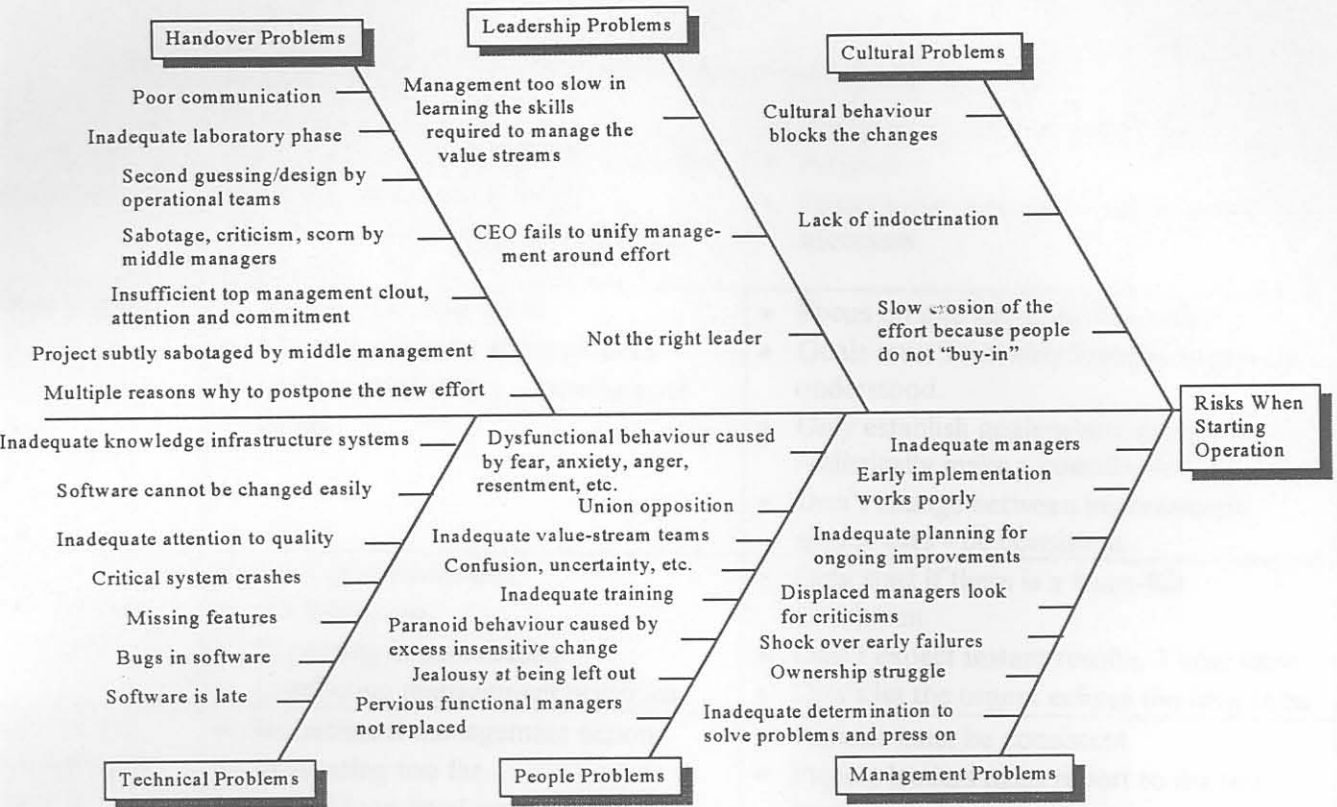 Handover Problems
Poor communication
Inadequate laboratory phase
Second guessing/design by
operational teams
Sabotage, criticism, scorn by
middle managers
Insufficient top management clout,
attention and commitment
Project subtly sabotaged by middle management
Multiple reasons why to postpone the new effort
Leadership Problems
Management too slow in
learning the skills
required to manage the
value streams
CEO fails to unify manage-
ment around effort
Not the right leader
Cultural Problems
Cultural behaviour
blocks the changes
Lack of indoctrination
Slow erosion of the
effort because people
do not “buy-in”
Risks When
Starting
Operation
Inadequate knowledge infrastructure systems
Software cannot be changed easily
Inadequate attention to quality
Critical system crashes
Missing features
Bugs in software
Software is late
Technical Problems
Dysfunctional behaviour caused
by fear, anxiety, anger,
resentment, etc.
Union opposition
Inadequate value-stream teams
Confusion, uncertainty, etc.
Inadequate training
Paranoid behaviour caused by
excess insensitive change
Jealousy at being left out
Pervious functional managers
not replaced
People Problems
Inadequate managers
Early implementation
works poorly
Inadequate planning for
ongoing improvements
Displaced managers look
for criticisms
Shock over early failures
Ownership struggle
Inadequate determination to
solve problems and press on
Management Problems